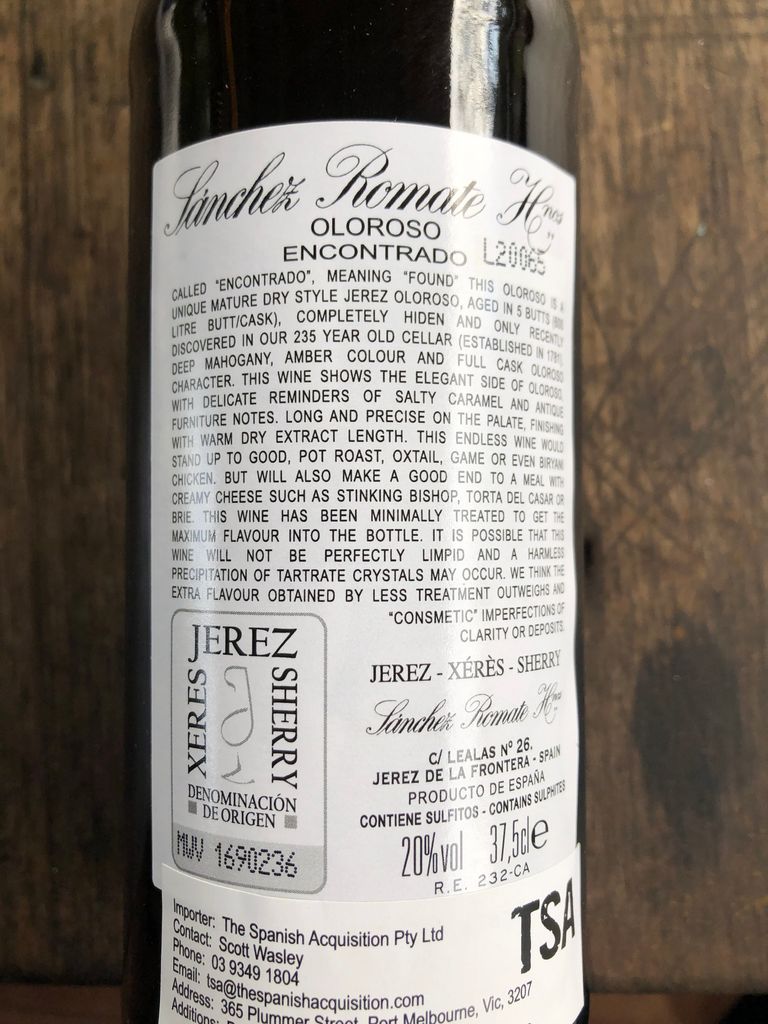 Sánchez Romate Hnos
OLOROSO
ENCONTRADO L20065
CALLED "ENCONTRADO", MEANING "FOUND" THIS OLOROSO IS A
UNIQUE MATURE DRY STYLE JEREZ OLOROSO, AGED IN 5 BUTTS (600
LITRE BUTT/CASK), COMPLETELY HIDEN AND ONLY RECENTLY
DISCOVERED IN OUR 235 YEAR OLD CELLAR (ESTABLISHED IN 1781).
DEEP MAHOGANY, AMBER COLOUR AND FULL CASK OLOROSO
CHARACTER. THIS WINE SHOWS THE ELEGANT SIDE OF OLOROSO,
WITH DELICATE REMINDERS OF SALTY CARAMEL AND ANTIQUE
FURNITURE NOTES. LONG AND PRECISE ON THE PALATE, FINISHING
WITH WARM DRY EXTRACT LENGTH. THIS ENDLESS WINE WOULD
STAND UP TO GOOD, POT ROAST, OXTAIL, GAME OR EVEN BIRYANI
CHICKEN. BUT WILL ALSO MAKE A GOOD END TO A MEAL WITH
CREAMY CHEESE SUCH AS STINKING BISHOP, TORTA DEL CASAR OR
BRIE. THIS WINE HAS BEEN MINIMALLY TREATED TO GET THE
MAXIMUM FLAVOUR INTO THE BOTTLE. IT IS POSSIBLE THAT THIS
WINE WILL NOT BE PERFECTLY LIMPID AND A HARMLESS
PRECIPITATION OF TARTRATE CRYSTALS MAY OCCUR. WE THINK THE
EXTRA FLAVOUR OBTAINED BY LESS TREATMENT OUTWEIGHS AND
"CONSMETIC" IMPERFECTIONS OF
CLARITY OR DEPOSITS.
JEREZ
XERES
SHERRY
DENOMINACIÓN
DE ORIGEN
MWV 1690236
JEREZ - XÉRÈS - SHERRY
Sánchez Romate Hnos
C/ LEALAS Nº 26.
JEREZ DE LA FRONTERA - SPAIN
PRODUCTO DE ESPAÑA
CONTIENE SULFITOS - CONTAINS SULPHITES
20%vol 37,5cl e
R.E. 232-CA
TSA
Importer: The Spanish Acquisition Pty Ltd
Contact: Scott Wasley
Phone: 03 9349 1804
Email: tsa@thespanishacquisition.com
Address: 365 Plummer Street, Port Melbourne, Vic, 3207
Additions: